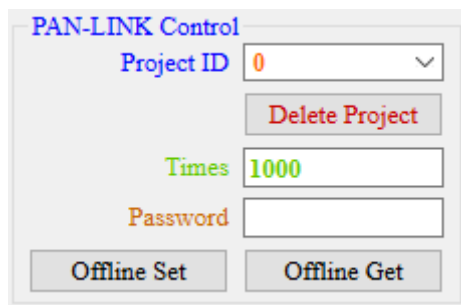 PAN-LINK Control
Project ID 0
Delete Project
Times 1000
Password
Offline Set Offline Get